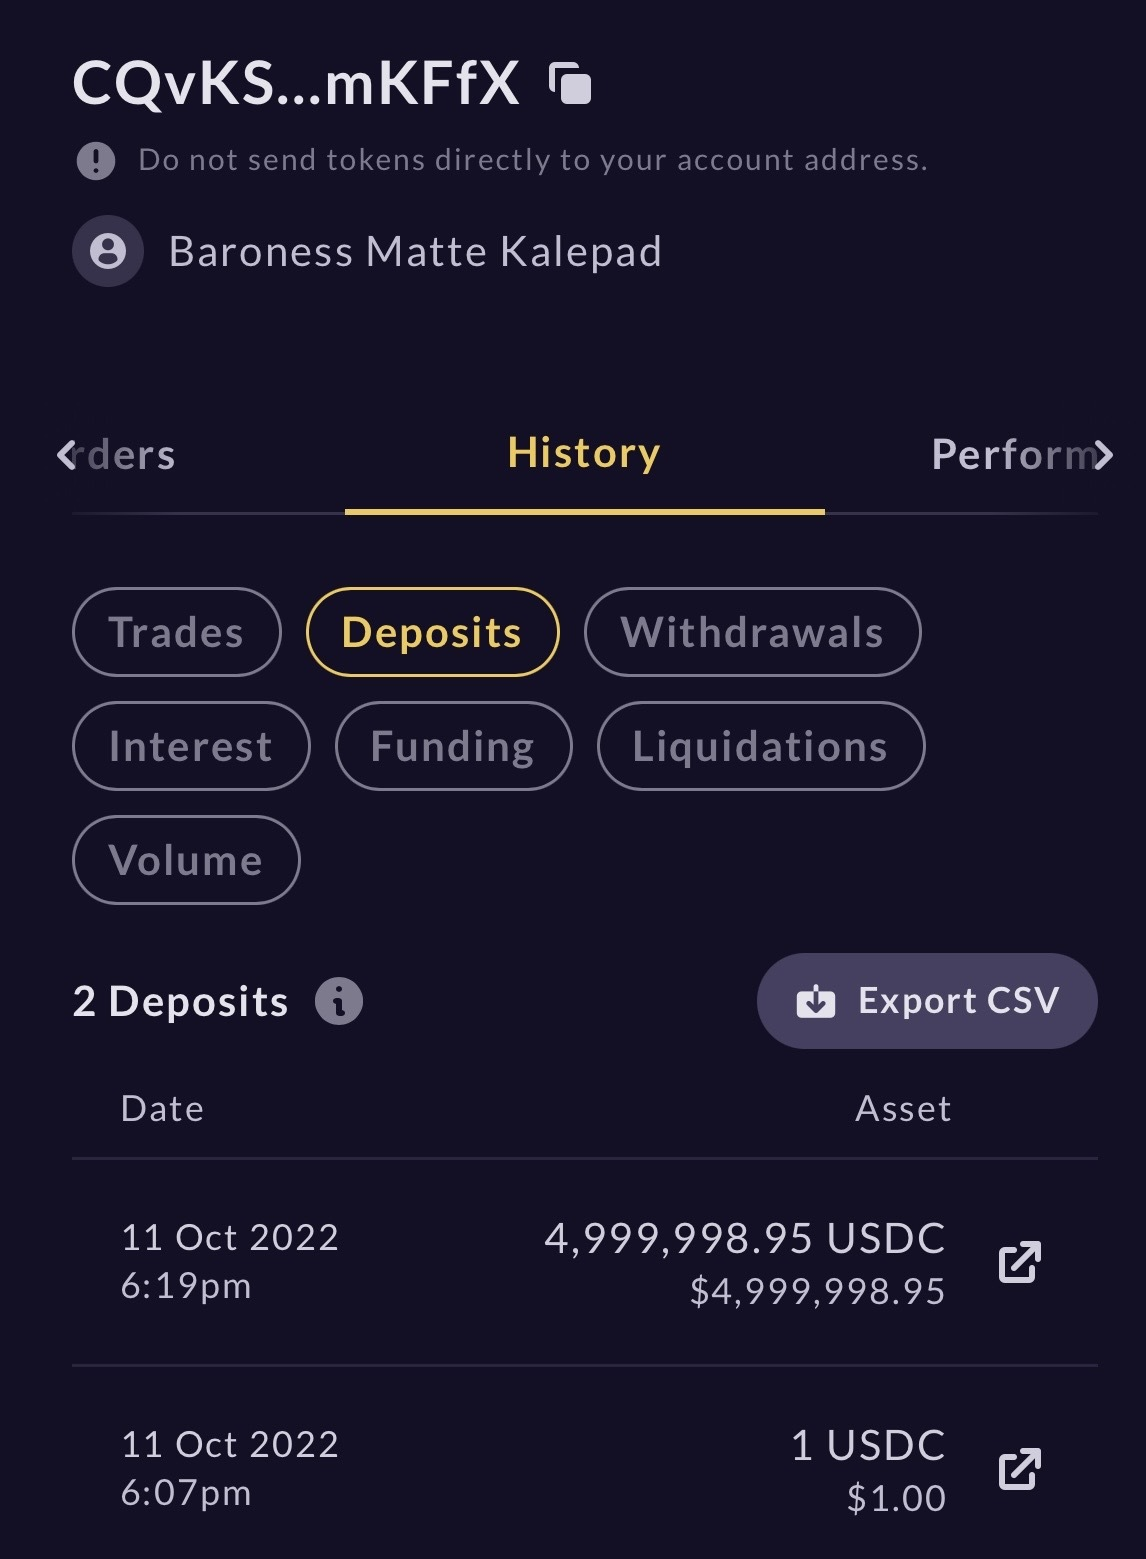 CQvKS...mKFfX
Do not send tokens directly to your account address.
Baroness Matte Kalepad
rders History Perform
Trades Deposits Withdrawals
Interest Funding Liquidations
Volume
2 Deposits Export CSV
Date Asset
11 Oct 2022 4,999,998.95 USDC
6:19pm $4,999,998.95
11 Oct 2022 1 USDC
6:07pm $1.00